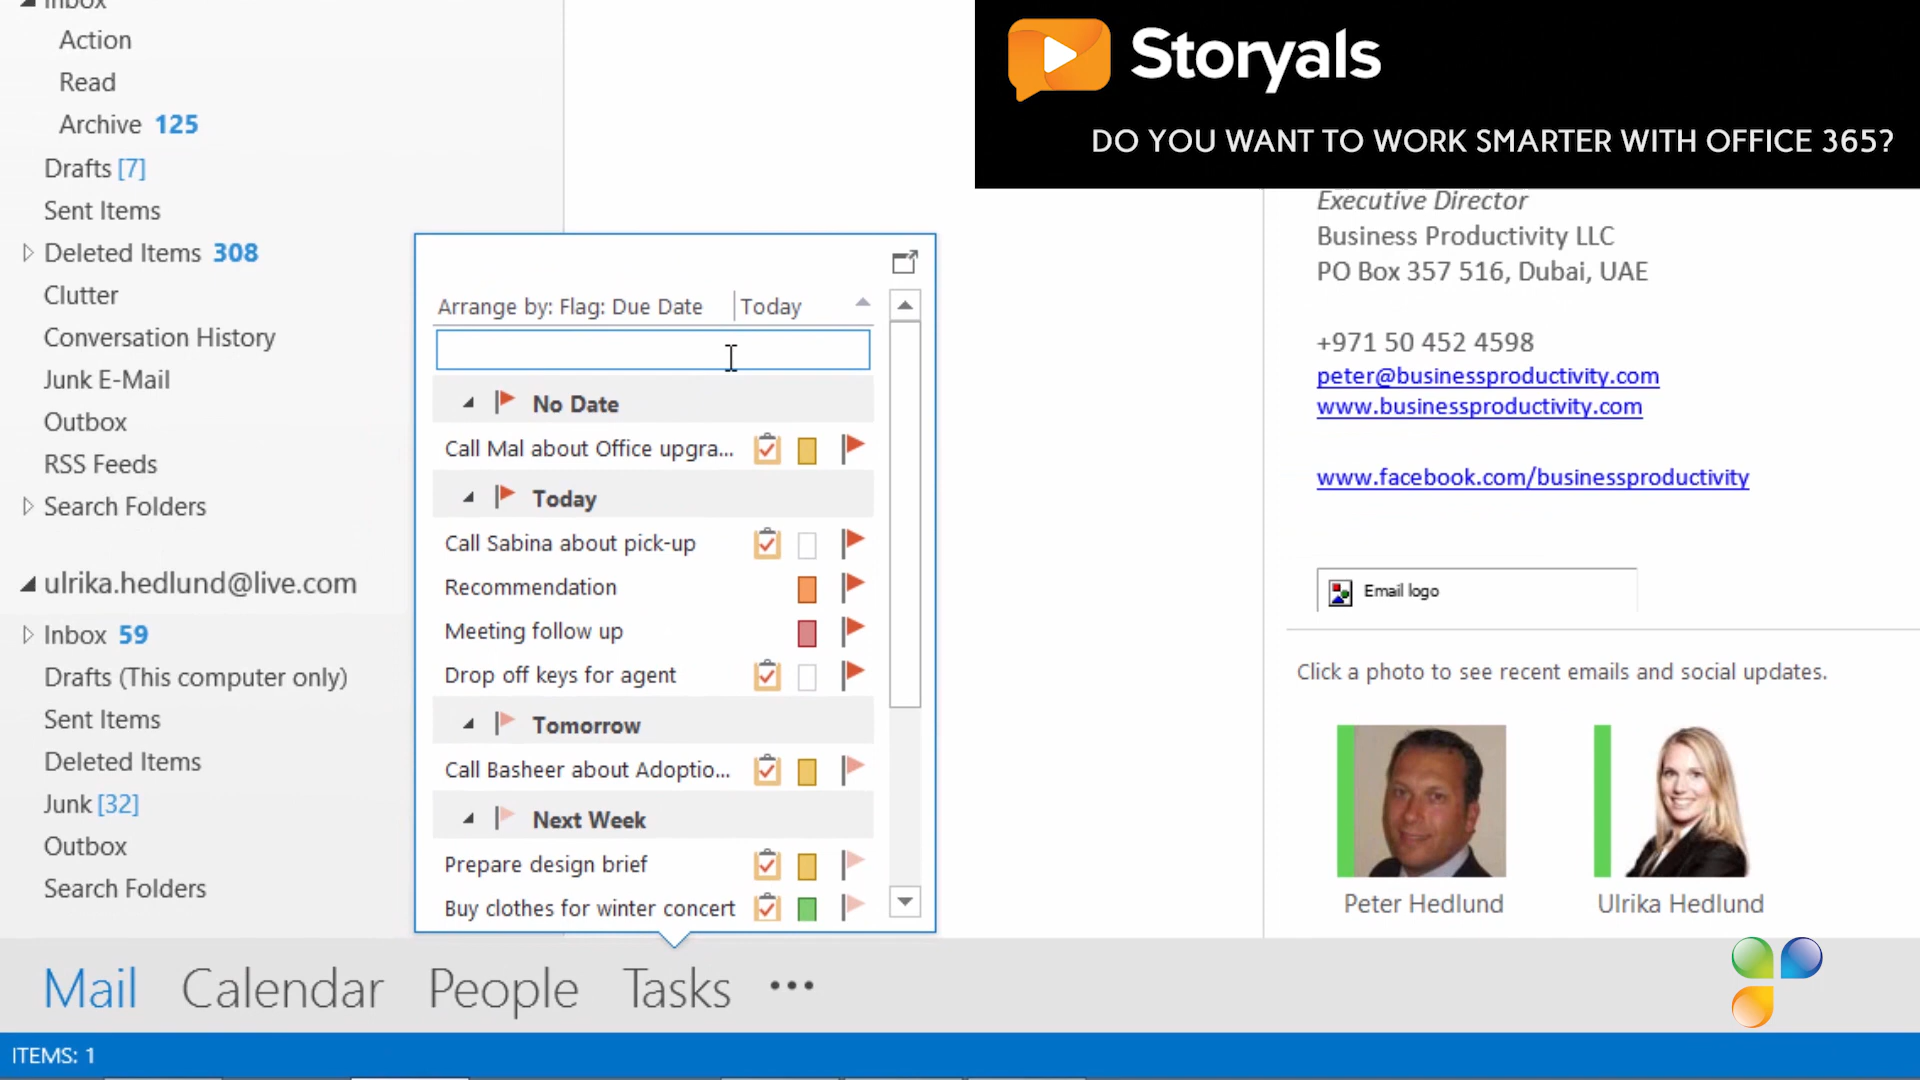 Inbox
Action
Read
Archive 125
Drafts [7]
Sent Items
Deleted Items 308
Clutter
Conversation History
Junk E-Mail
Outbox
RSS Feeds
Search Folders
ulrika.hedlund@live.com
Inbox 59
Drafts (This computer only)
Sent Items
Deleted Items
Junk [32]
Outbox
Search Folders
Arrange by: Flag: Due Date Today
No Date
Call Mal about Office upgra...
Today
Call Sabina about pick-up
Recommendation
Meeting follow up
Drop off keys for agent
Tomorrow
Call Basheer about Adoptio...
Next Week
Prepare design brief
Buy clothes for winter concert
Storyals
DO YOU WANT TO WORK SMARTER WITH OFFICE 365?
Executive Director
Business Productivity LLC
PO Box 357 516, Dubai, UAE
+971 50 452 4598
peter@businessproductivity.com
www.businessproductivity.com
www.facebook.com/businessproductivity
Email logo
Click a photo to see recent emails and social updates.
Peter Hedlund Ulrika Hedlund
Mail Calendar People Tasks •••
ITEMS: 1